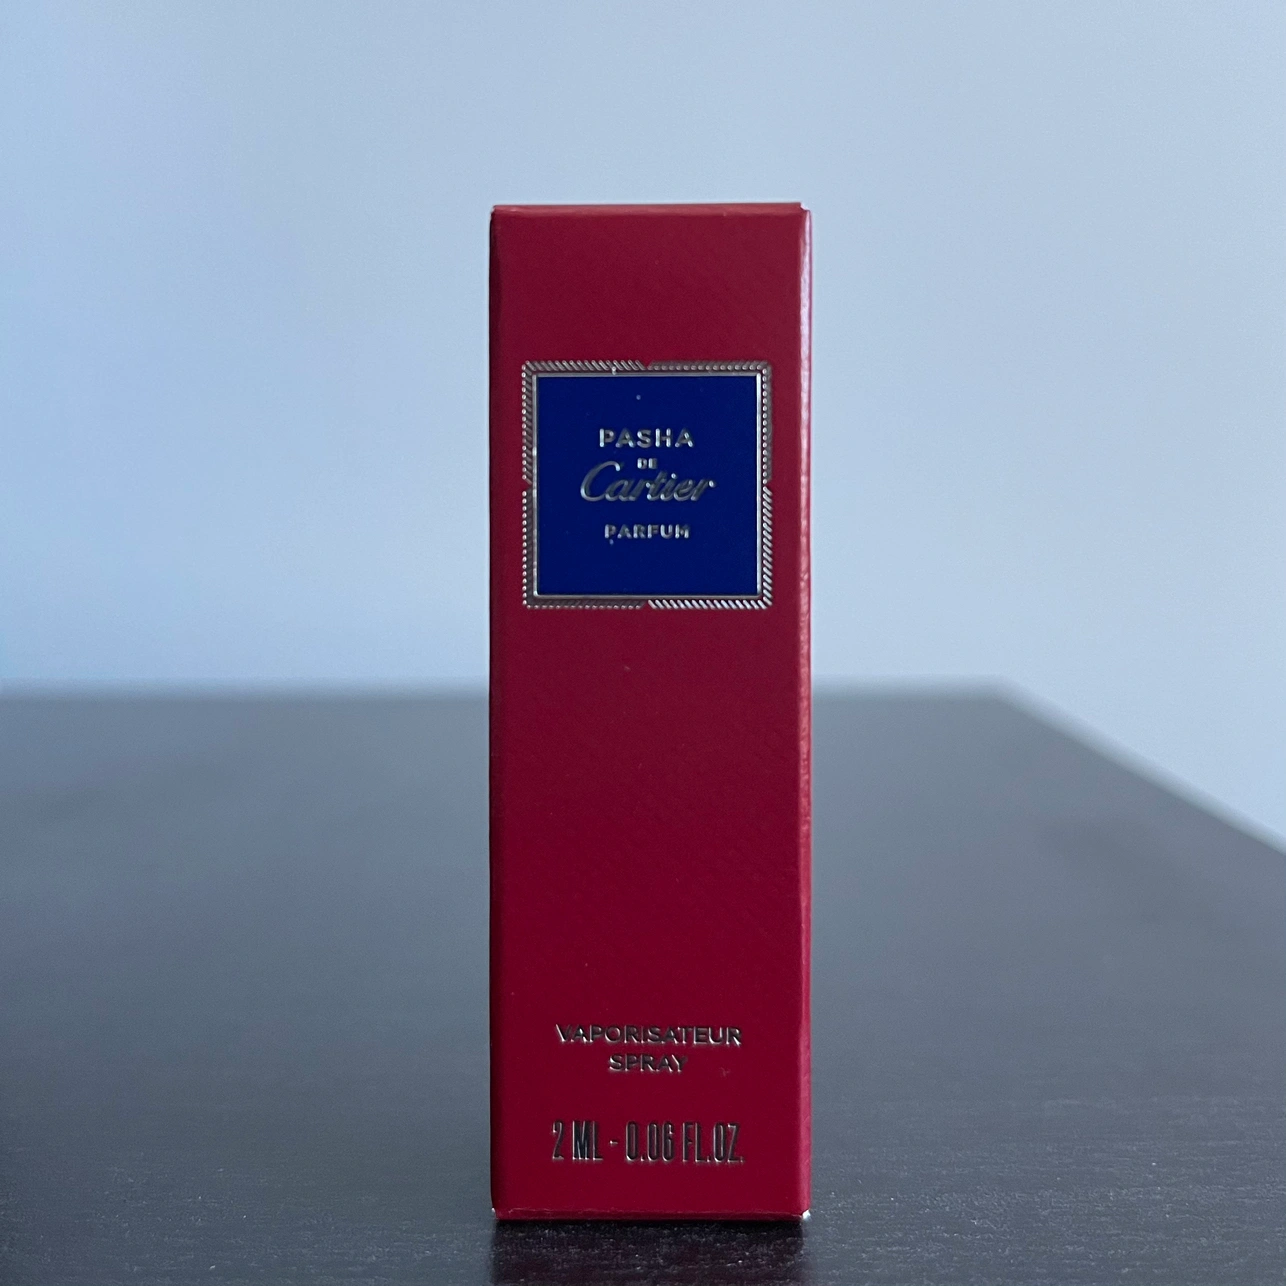 PASHA
DE
Cartier
PARFUM
VAPORISATEUR
SPRAY
2 ML - 0.06 FL.OZ.